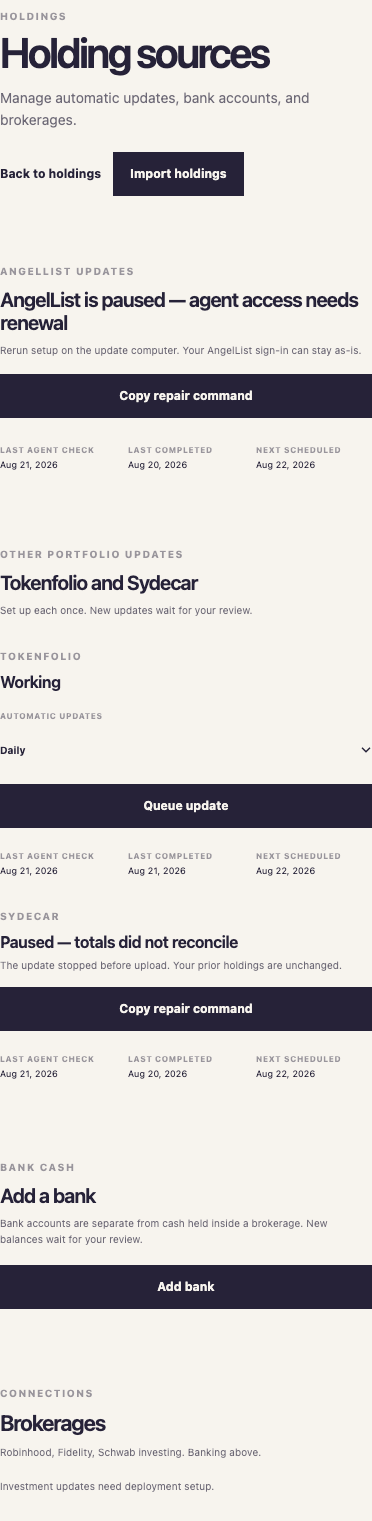 HOLDINGS
Holding sources
Manage automatic updates, bank accounts, and
brokerages.
Back to holdings
Import holdings
ANGELLIST UPDATES
AngelList is paused — agent access needs
renewal
Rerun setup on the update computer. Your AngelList sign-in can stay as-is.
Copy repair command
LAST AGENT CHECK LAST COMPLETED NEXT SCHEDULED
Aug 21, 2026 Aug 20, 2026 Aug 22, 2026
OTHER PORTFOLIO UPDATES
Tokenfolio and Sydecar
Set up each once. New updates wait for your review.
TOKENFOLIO
Working
AUTOMATIC UPDATES
Daily
Queue update
LAST AGENT CHECK LAST COMPLETED NEXT SCHEDULED
Aug 21, 2026 Aug 21, 2026 Aug 22, 2026
SYDECAR
Paused — totals did not reconcile
The update stopped before upload. Your prior holdings are unchanged.
Copy repair command
LAST AGENT CHECK LAST COMPLETED NEXT SCHEDULED
Aug 21, 2026 Aug 20, 2026 Aug 22, 2026
BANK CASH
Add a bank
Bank accounts are separate from cash held inside a brokerage. New
balances wait for your review.
Add bank
CONNECTIONS
Brokerages
Robinhood, Fidelity, Schwab investing. Banking above.
Investment updates need deployment setup.